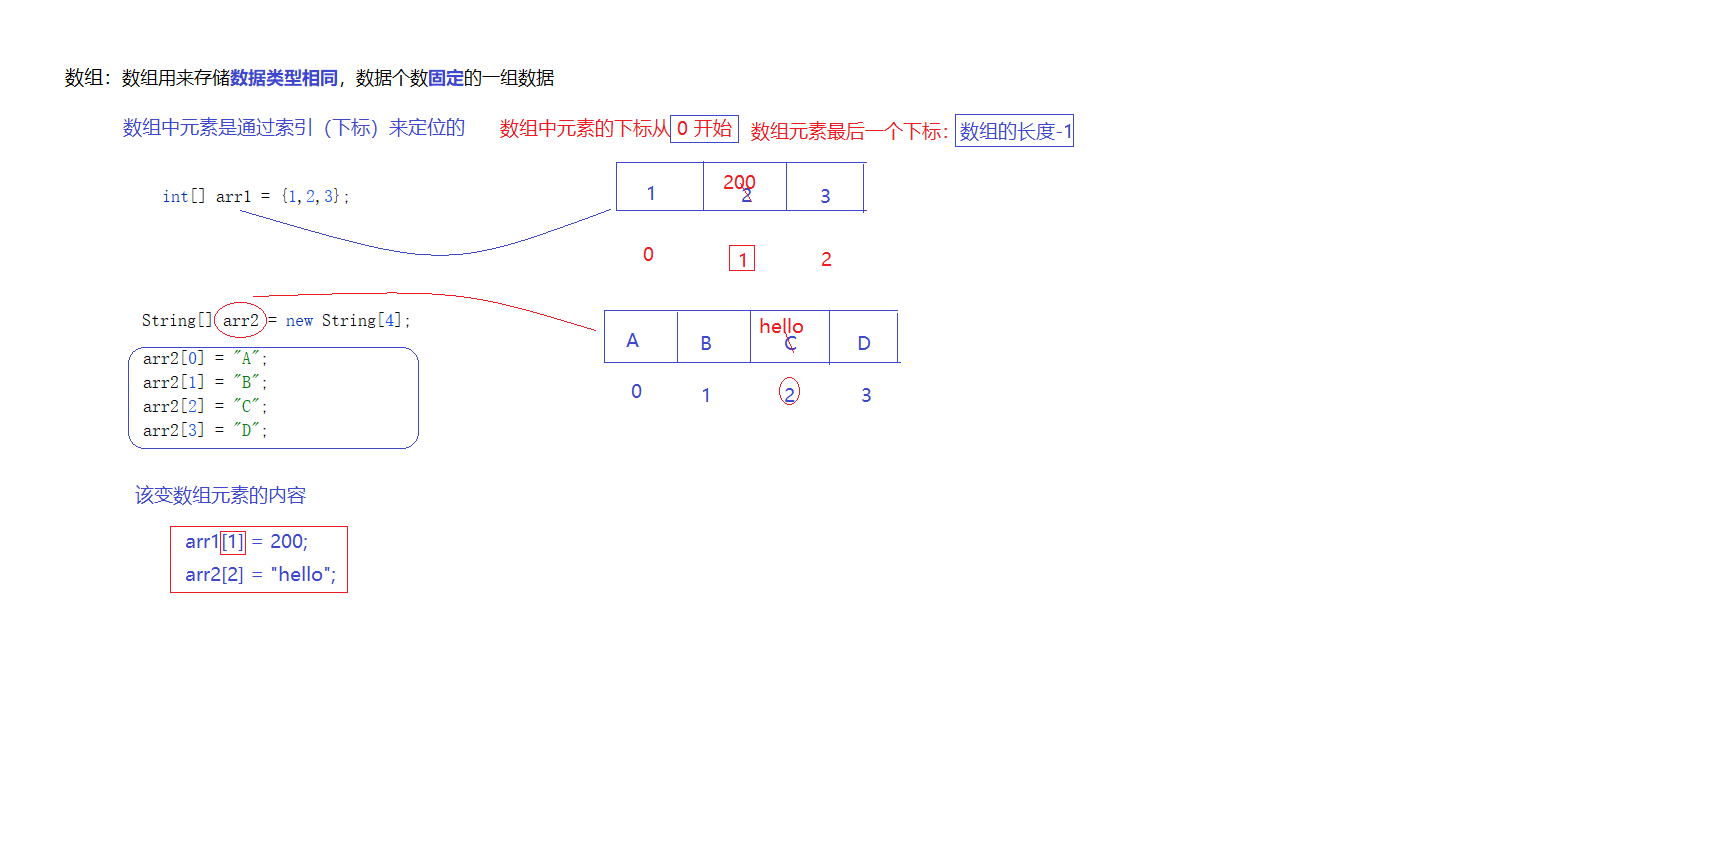 数组：数组用来存储数据类型相同，数据个数固定的一组数据
数组中元素是通过索引（下标）来定位的 数组中元素的下标从 0 开始 数组元素最后一个下标：数组的长度-1
int[] arr1 = {1,2,3};
1 200 2 3
0 1 2
String[] arr2 = new String[4];
A B hello C D
0 1 2 3
arr2[0] = "A";
arr2[1] = "B";
arr2[2] = "C";
arr2[3] = "D";
该变数组元素的内容
arr1[1] = 200;
arr2[2] = "hello";